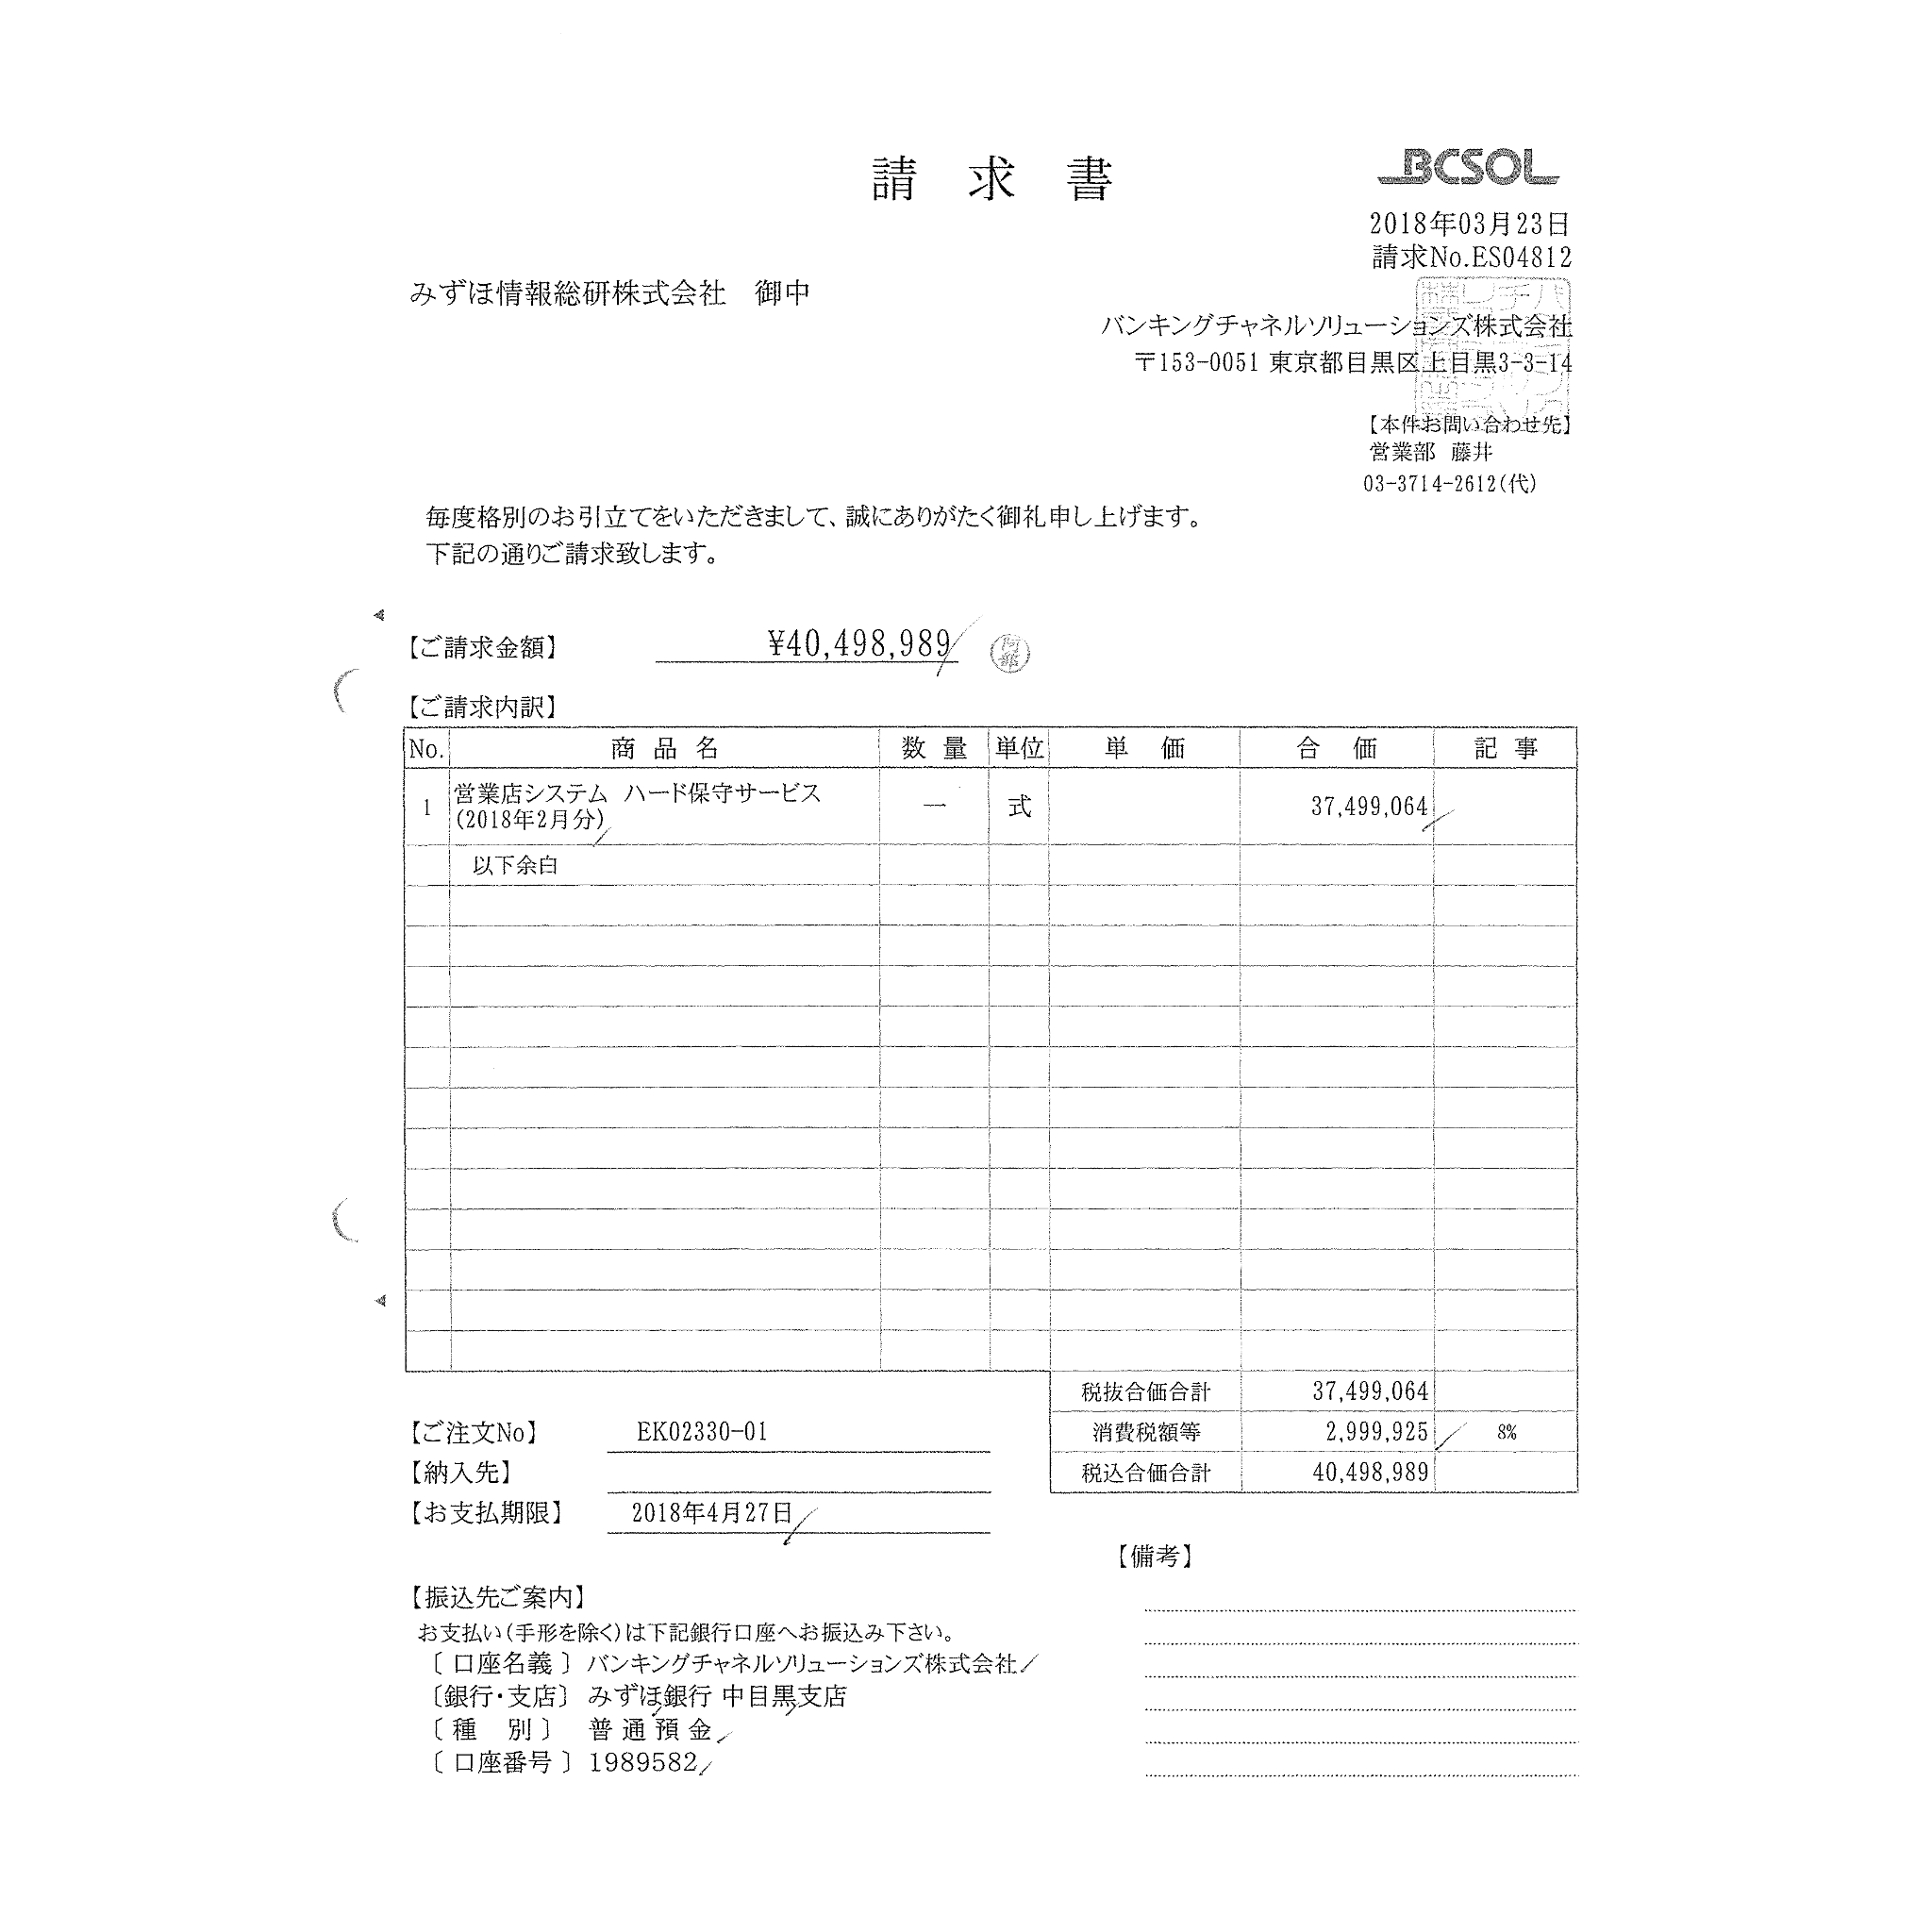 請 求 書
BCSOL
2018年03月23日
請求No.ES04812
みずほ情報総研株式会社 御中
バンキングチャネルソリューションズ株式会社
〒153-0051 東京都目黒区上目黒3-3-14
【本件お問い合わせ先】
営業部 藤井
03-3714-2612(代)
毎度格別のお引立てをいただきまして、誠にありがたく御礼申し上げます。
下記の通りご請求致します。
【ご請求金額】 ¥40,498,989 阿部
【ご請求内訳】
No. 商 品 名 数 量 単位 単 価 合 価 記 事
1 営業店システム ハード保守サービス 一 式 37,499,064
(2018年2月分)
以下余白
税抜合価合計 37,499,064
【ご注文No】 EK02330-01 消費税額等 2,999,925 8%
【納入先】 税込合価合計 40,498,989
【お支払期限】 2018年4月27日
【備考】
【振込先ご案内】
お支払い(手形を除く)は下記銀行口座へお振込み下さい。
〔 口座名義 〕 バンキングチャネルソリューションズ株式会社
〔銀行・支店〕 みずほ銀行 中目黒支店
〔 種 別 〕 普 通 預 金
〔 口座番号 〕 1989582